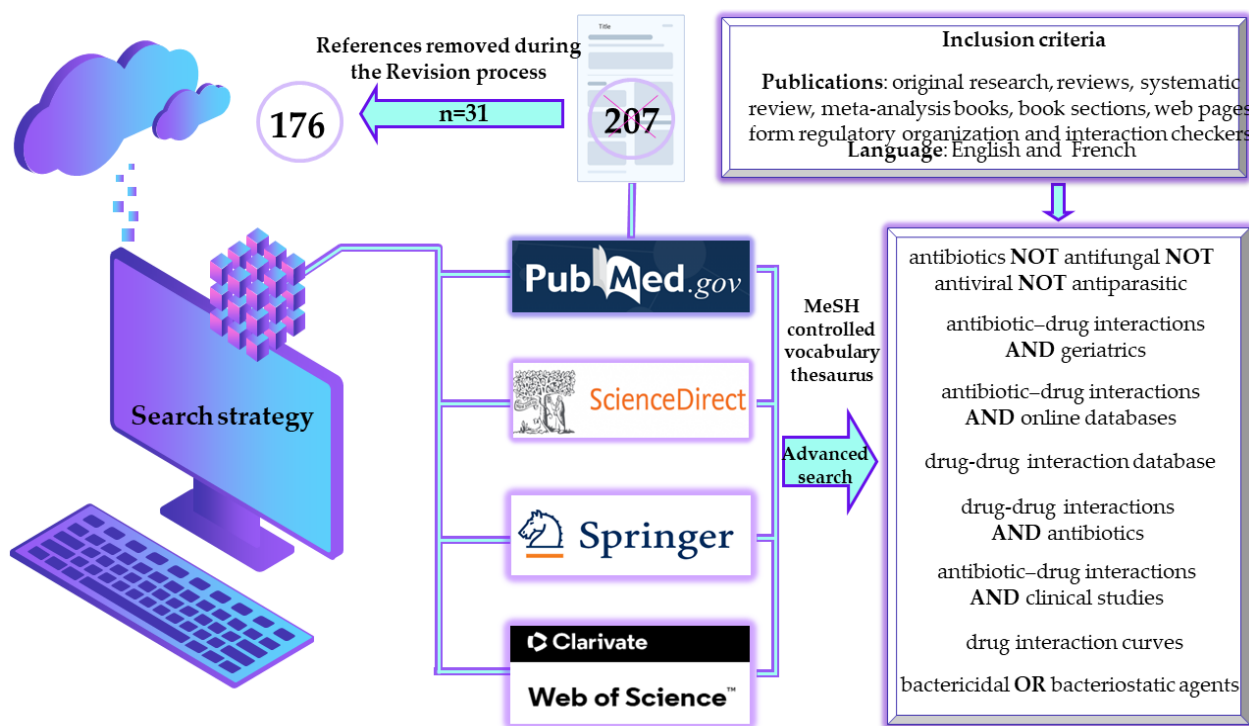 References removed during
the Revision process
n=31
176
Title
207
Inclusion criteria
Publications: original research, reviews, systematic
review, meta-analysis books, book sections, web pages
form regulatory organization and interaction checkers
Language: English and French
Search strategy
PubMed.gov
ScienceDirect
Springer
Clarivate
Web of Science™
MeSH
controlled
vocabulary
thesaurus
Advanced
search
antibiotics NOT antifungal NOT
antiviral NOT antiparasitic
antibiotic–drug interactions
AND geriatrics
antibiotic–drug interactions
AND online databases
drug-drug interaction database
drug-drug interactions
AND antibiotics
antibiotic–drug interactions
AND clinical studies
drug interaction curves
bactericidal OR bacteriostatic agents